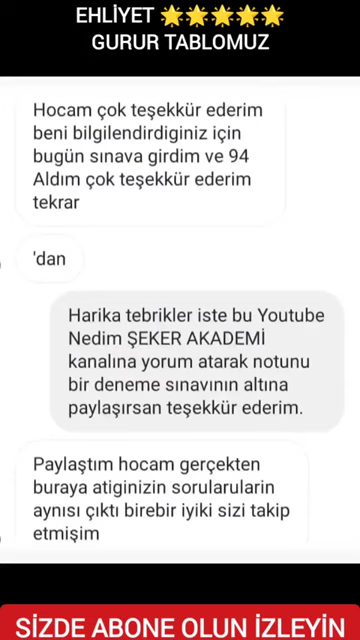 EHLİYET 🌟🌟🌟🌟🌟
GURUR TABLOMUZ
Hocam çok teşekkür ederim
beni bilgilendirdiginiz için
bugün sınava girdim ve 94
Aldım çok teşekkür ederim
tekrar
'dan
Harika tebrikler iste bu Youtube
Nedim ŞEKER AKADEMİ
kanalına yorum atarak notunu
bir deneme sınavının altına
paylaşırsan teşekkür ederim.
Paylaştım hocam gerçekten
buraya atiginizin sorularularin
aynısı çıktı birebir iyiki sizi takip
etmişim
SİZDE ABONE OLUN İZLEYİN